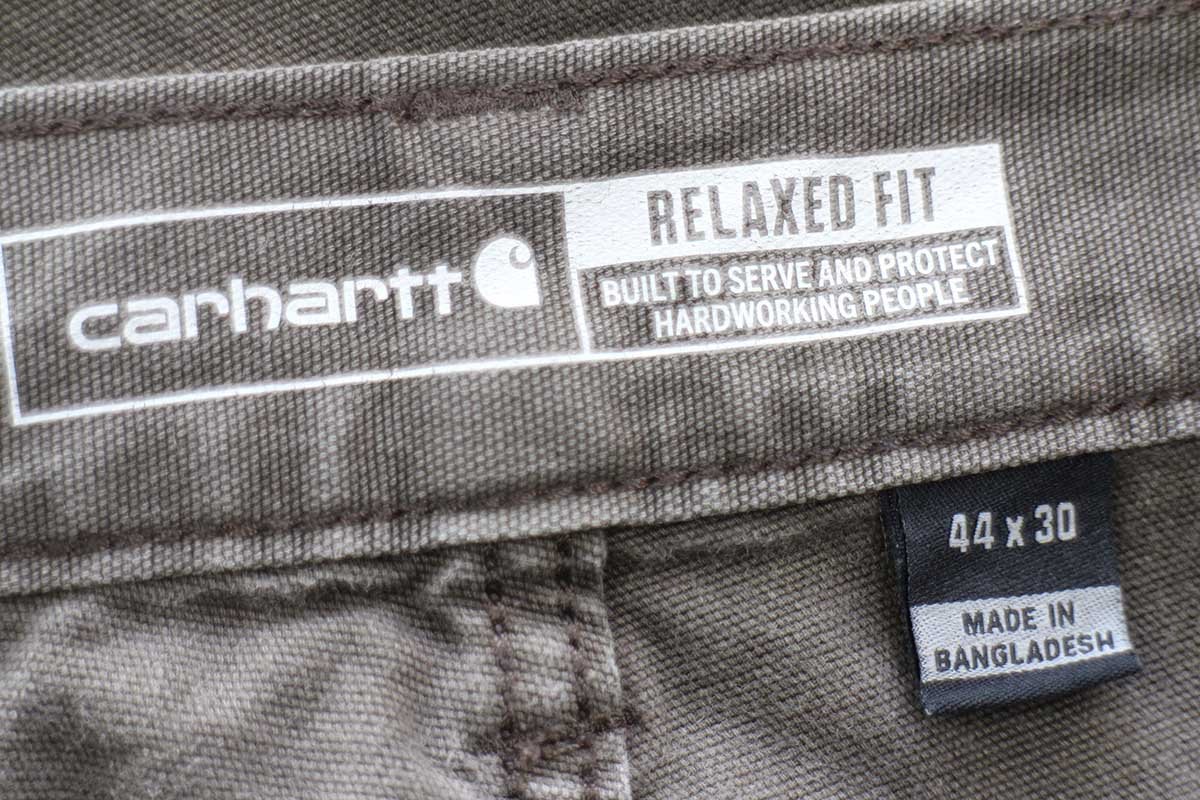 carhartt
RELAXED FIT
BUILT TO SERVE AND PROTECT
HARDWORKING PEOPLE
44 x 30
MADE IN
BANGLADESH